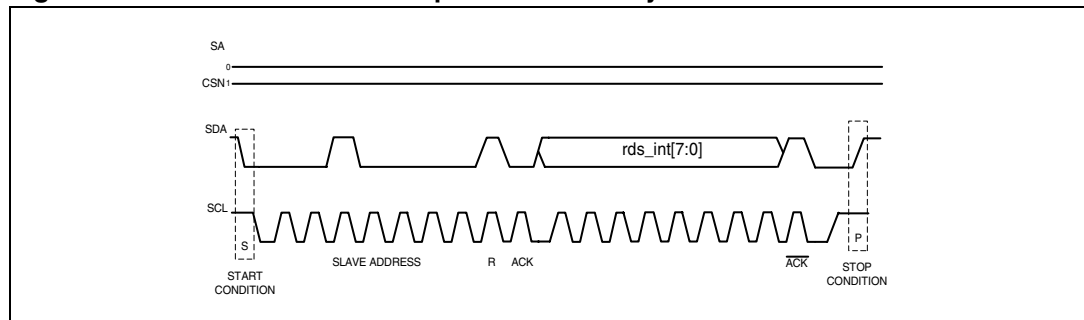 SA
0
CSN 1
SDA
rds_int[7:0]
SCL
S
P
SLAVE ADDRESS
R
ACK
ACK
START
CONDITION
STOP
CONDITION